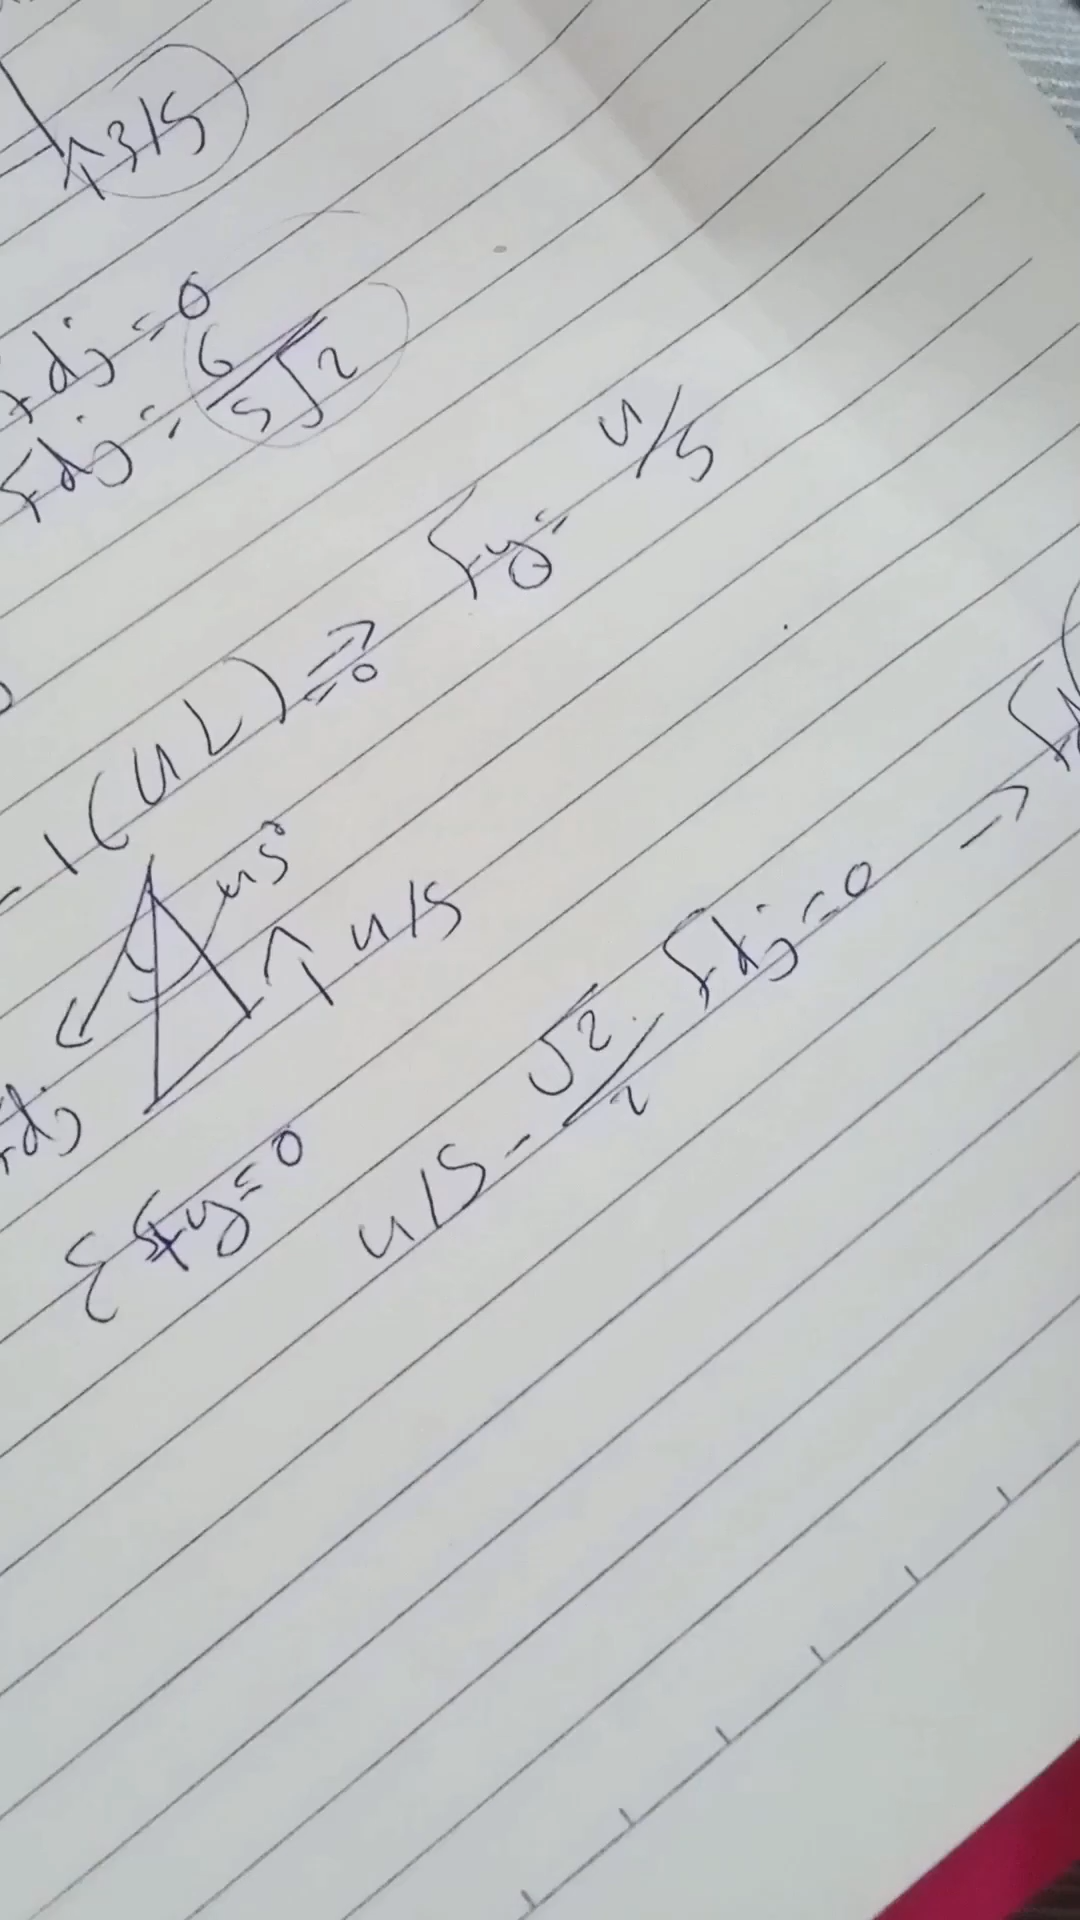 ↑ 3/5
Fdj = 0
Fdj = 6/5√2
Fy = 4/5
- 1(4L) = 0 ⇒
45°
↑ 4/5
Fdj
ΣFy = 0
4/5 - √2/2 · Fdj = 0 →